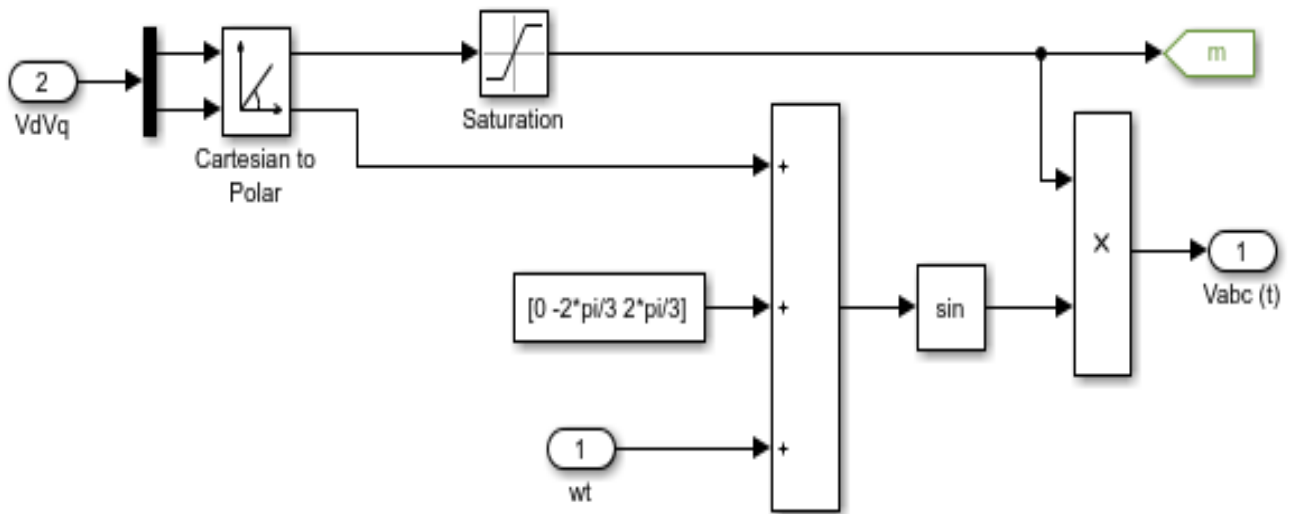 2
VdVq
Cartesian to
Polar
Saturation
m
+
[0 -2*pi/3 2*pi/3]
+
sin
X
1
Vabc (t)
1
+
wt